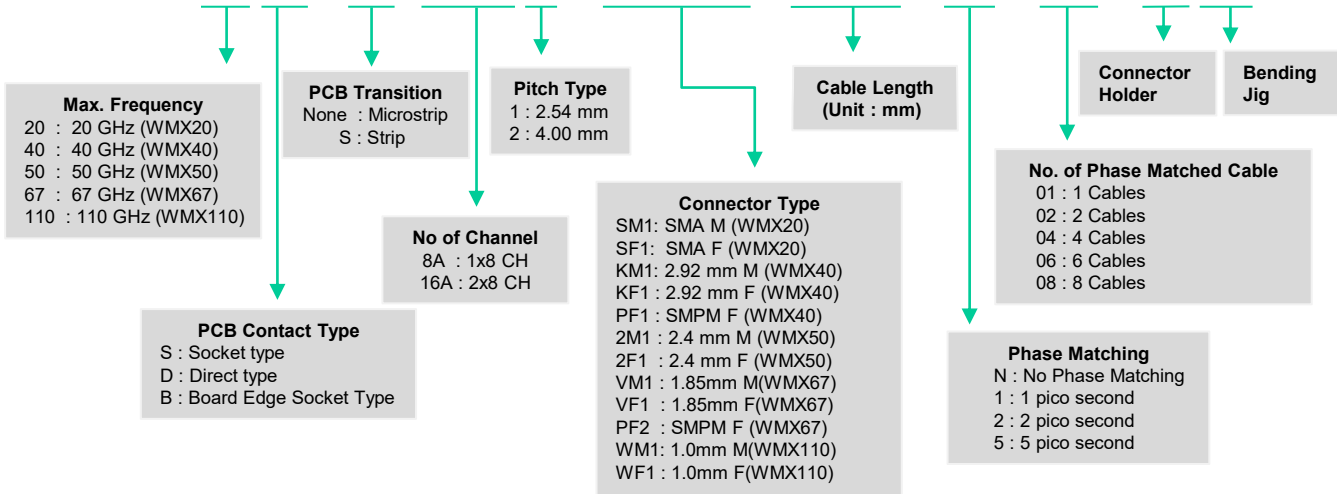 Max. Frequency
20 : 20 GHz (WMX20)
40 : 40 GHz (WMX40)
50 : 50 GHz (WMX50)
67 : 67 GHz (WMX67)
110 : 110 GHz (WMX110)
PCB Transition
None : Microstrip
S : Strip
Pitch Type
1 : 2.54 mm
2 : 4.00 mm
Cable Length
(Unit : mm)
Connector
Holder
Bending
Jig
No of Channel
8A : 1x8 CH
16A : 2x8 CH
Connector Type
SM1: SMA M (WMX20)
SF1: SMA F (WMX20)
KM1: 2.92 mm M (WMX40)
KF1 : 2.92 mm F (WMX40)
PF1 : SMPM F (WMX40)
2M1 : 2.4 mm M (WMX50)
2F1 : 2.4 mm F (WMX50)
VM1 : 1.85mm M(WMX67)
VF1 : 1.85mm F(WMX67)
PF2 : SMPM F (WMX67)
WM1: 1.0mm M(WMX110)
WF1 : 1.0mm F(WMX110)
No. of Phase Matched Cable
01 : 1 Cables
02 : 2 Cables
04 : 4 Cables
06 : 6 Cables
08 : 8 Cables
PCB Contact Type
S : Socket type
D : Direct type
B : Board Edge Socket Type
Phase Matching
N : No Phase Matching
1 : 1 pico second
2 : 2 pico second
5 : 5 pico second